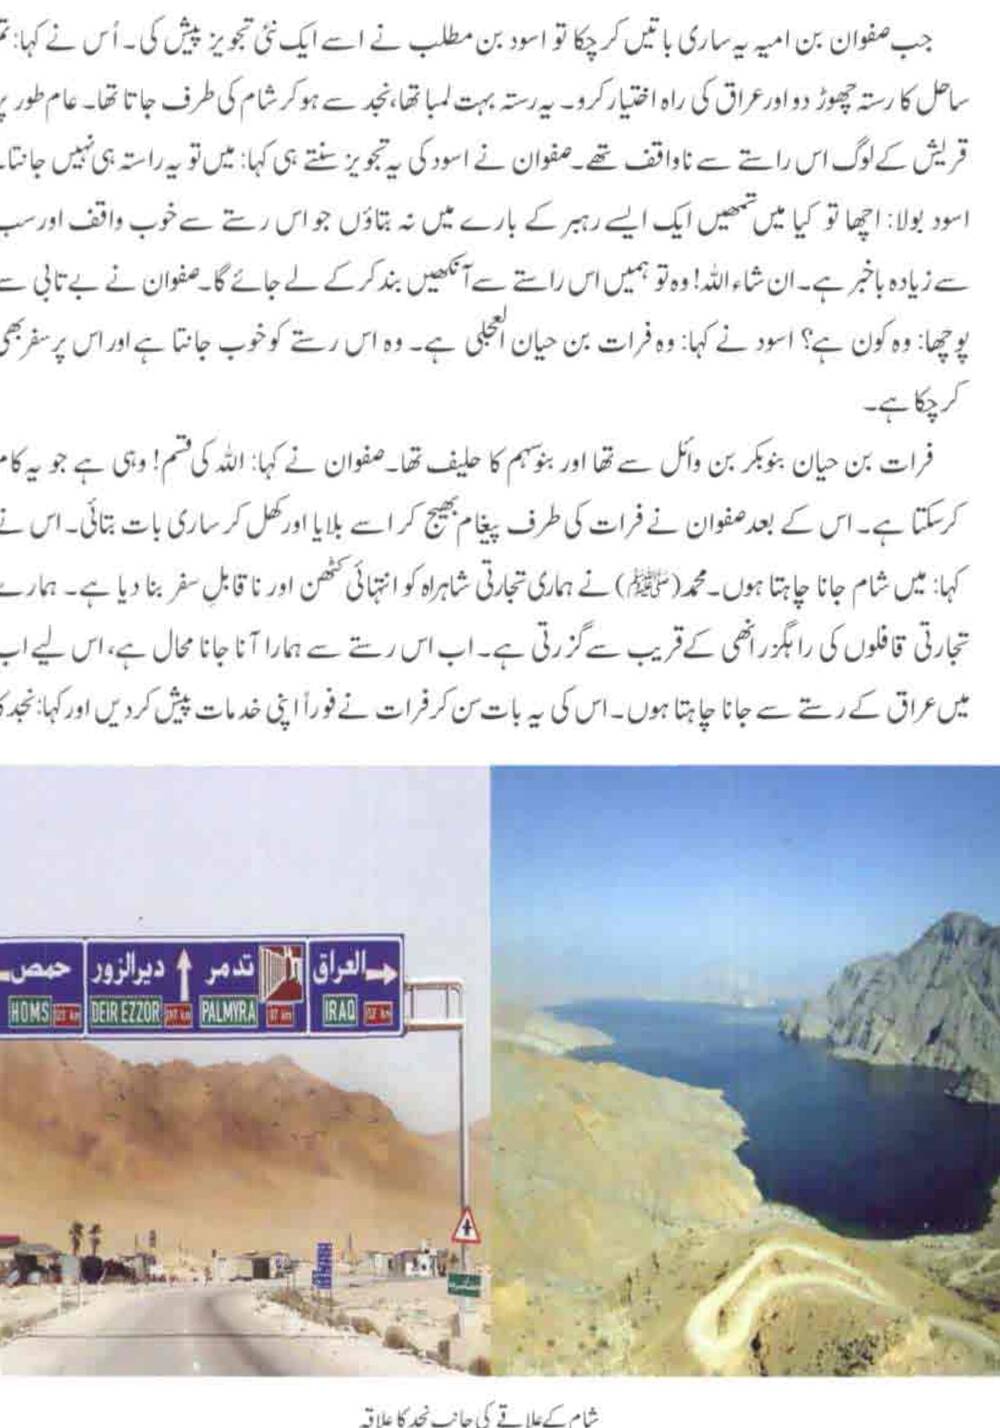 جب صفوان بن امیہ یہ ساری باتیں کر چکا تو اسود بن مطلب نے اسے ایک نئی تجویز پیش کی۔ اُس نے کہا: تم
ساحل کا رستہ چھوڑ دو اور عراق کی راہ اختیار کرو۔ یہ رستہ بہت لمبا تھا، نجد سے ہو کر شام کی طرف جاتا تھا۔ عام طور پر
قریش کے لوگ اس راستے سے ناواقف تھے۔ صفوان نے اسود کی یہ تجویز سنتے ہی کہا: میں تو یہ راستہ ہی نہیں جانتا۔
اسود بولا: اچھا تو کیا میں تمھیں ایک ایسے رہبر کے بارے میں نہ بتاؤں جو اس رستے سے خوب واقف اور سب
سے زیادہ باخبر ہے۔ ان شاء اللہ! وہ تو ہمیں اس راستے سے آنکھیں بند کر کے لے جائے گا۔ صفوان نے بے تابی سے
پوچھا: وہ کون ہے؟ اسود نے کہا: وہ فرات بن حیان العجلی ہے۔ وہ اس رستے کو خوب جانتا ہے اور اس پر سفر بھی
کر چکا ہے۔
فرات بن حیان بنو بکر بن وائل سے تھا اور بنو سہم کا حلیف تھا۔ صفوان نے کہا: اللہ کی قسم! وہی ہے جو یہ کام
کر سکتا ہے۔ اس کے بعد صفوان نے فرات کی طرف پیغام بھیج کر اسے بلایا اور کھل کر ساری بات بتائی۔ اس نے
کہا: میں شام جانا چاہتا ہوں۔ محمد (ﷺ) نے ہماری تجارتی شاہراہ کو انتہائی کٹھن اور ناقابلِ سفر بنا دیا ہے۔ ہمارے
تجارتی قافلوں کی راہگزر انھی کے قریب سے گزرتی ہے۔ اب اس رستے سے ہمارا آنا جانا محال ہے، اس لیے اب
میں عراق کے رستے سے جانا چاہتا ہوں۔ اس کی یہ بات سن کر فرات نے فوراً اپنی خدمات پیش کر دیں اور کہا: نجد کا
العراق تدمر ديرالزور حمص
HOMS DEIR EZZOR PALMYRA IRAQ
شام کے علاقے کی جانب نجد کا علاقہ